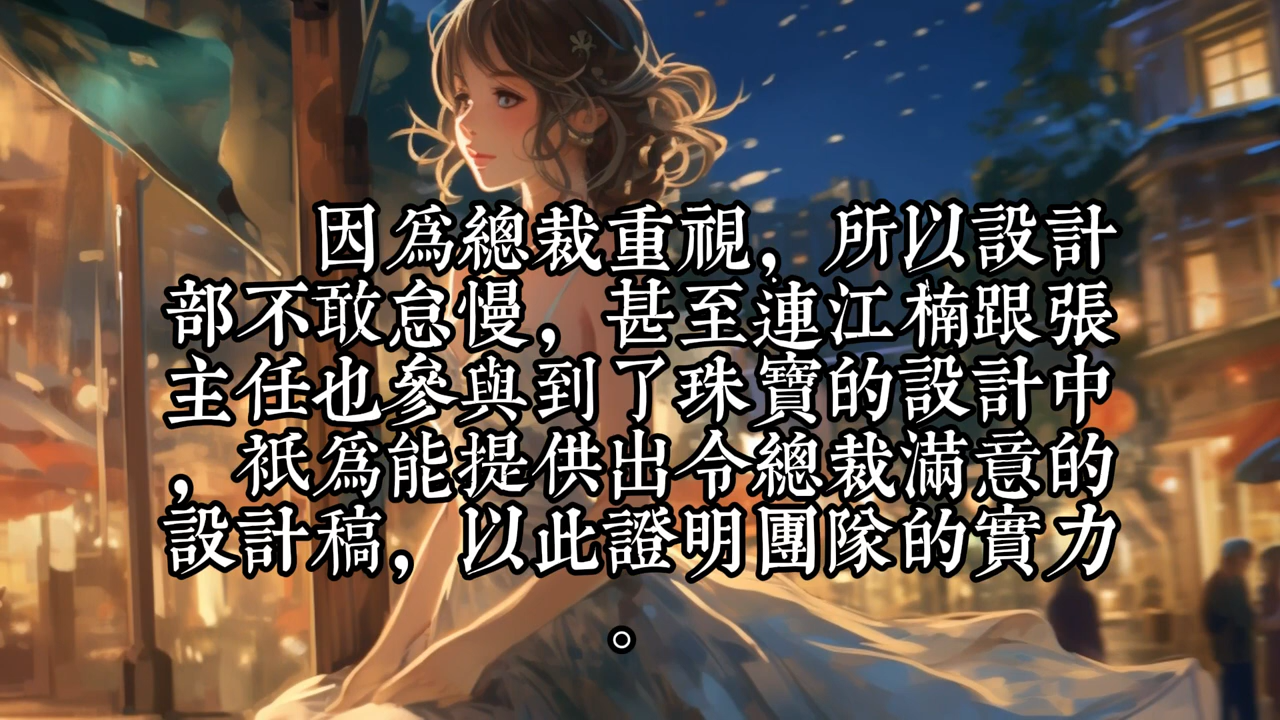 因爲總裁重視，所以設計
部不敢怠慢，甚至連江楠跟張
主任也參與到了珠寶的設計中
，祇爲能提供出令總裁滿意的
設計稿，以此證明團隊的實力
。